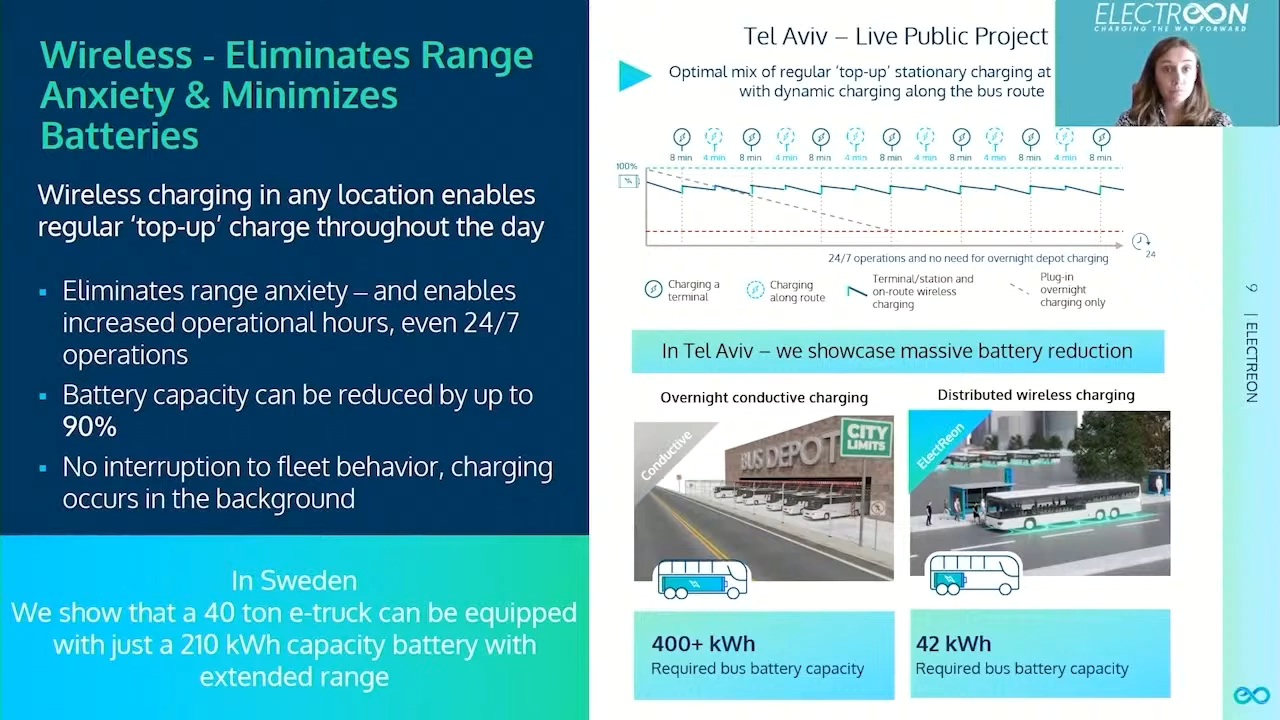 Wireless - Eliminates Range
Anxiety & Minimizes
Batteries
Wireless charging in any location enables
regular ‘top-up’ charge throughout the day
▪ Eliminates range anxiety – and enables
increased operational hours, even 24/7
operations
▪ Battery capacity can be reduced by up to
90%
▪ No interruption to fleet behavior, charging
occurs in the background
In Sweden
We show that a 40 ton e-truck can be equipped
with just a 210 kWh capacity battery with
extended range
Tel Aviv – Live Public Project
Optimal mix of regular ‘top-up’ stationary charging at
with dynamic charging along the bus route
8 min 4 min 8 min 4 min 8 min 4 min 8 min 4 min 8 min 4 min 8 min 4 min 8 min
100%
24
24/7 operations and no need for overnight depot charging
Charging a
terminal
Charging
along route
Terminal/station and
on-route wireless
charging
Plug-in
overnight
charging only
In Tel Aviv – we showcase massive battery reduction
Overnight conductive charging
Conductive
BUS DEPOT
CITY
LIMITS
400+ kWh
Required bus battery capacity
Distributed wireless charging
ElectReon
42 kWh
Required bus battery capacity
ELECTREON
CHARGING THE WAY FORWARD
9 | ELECTREON